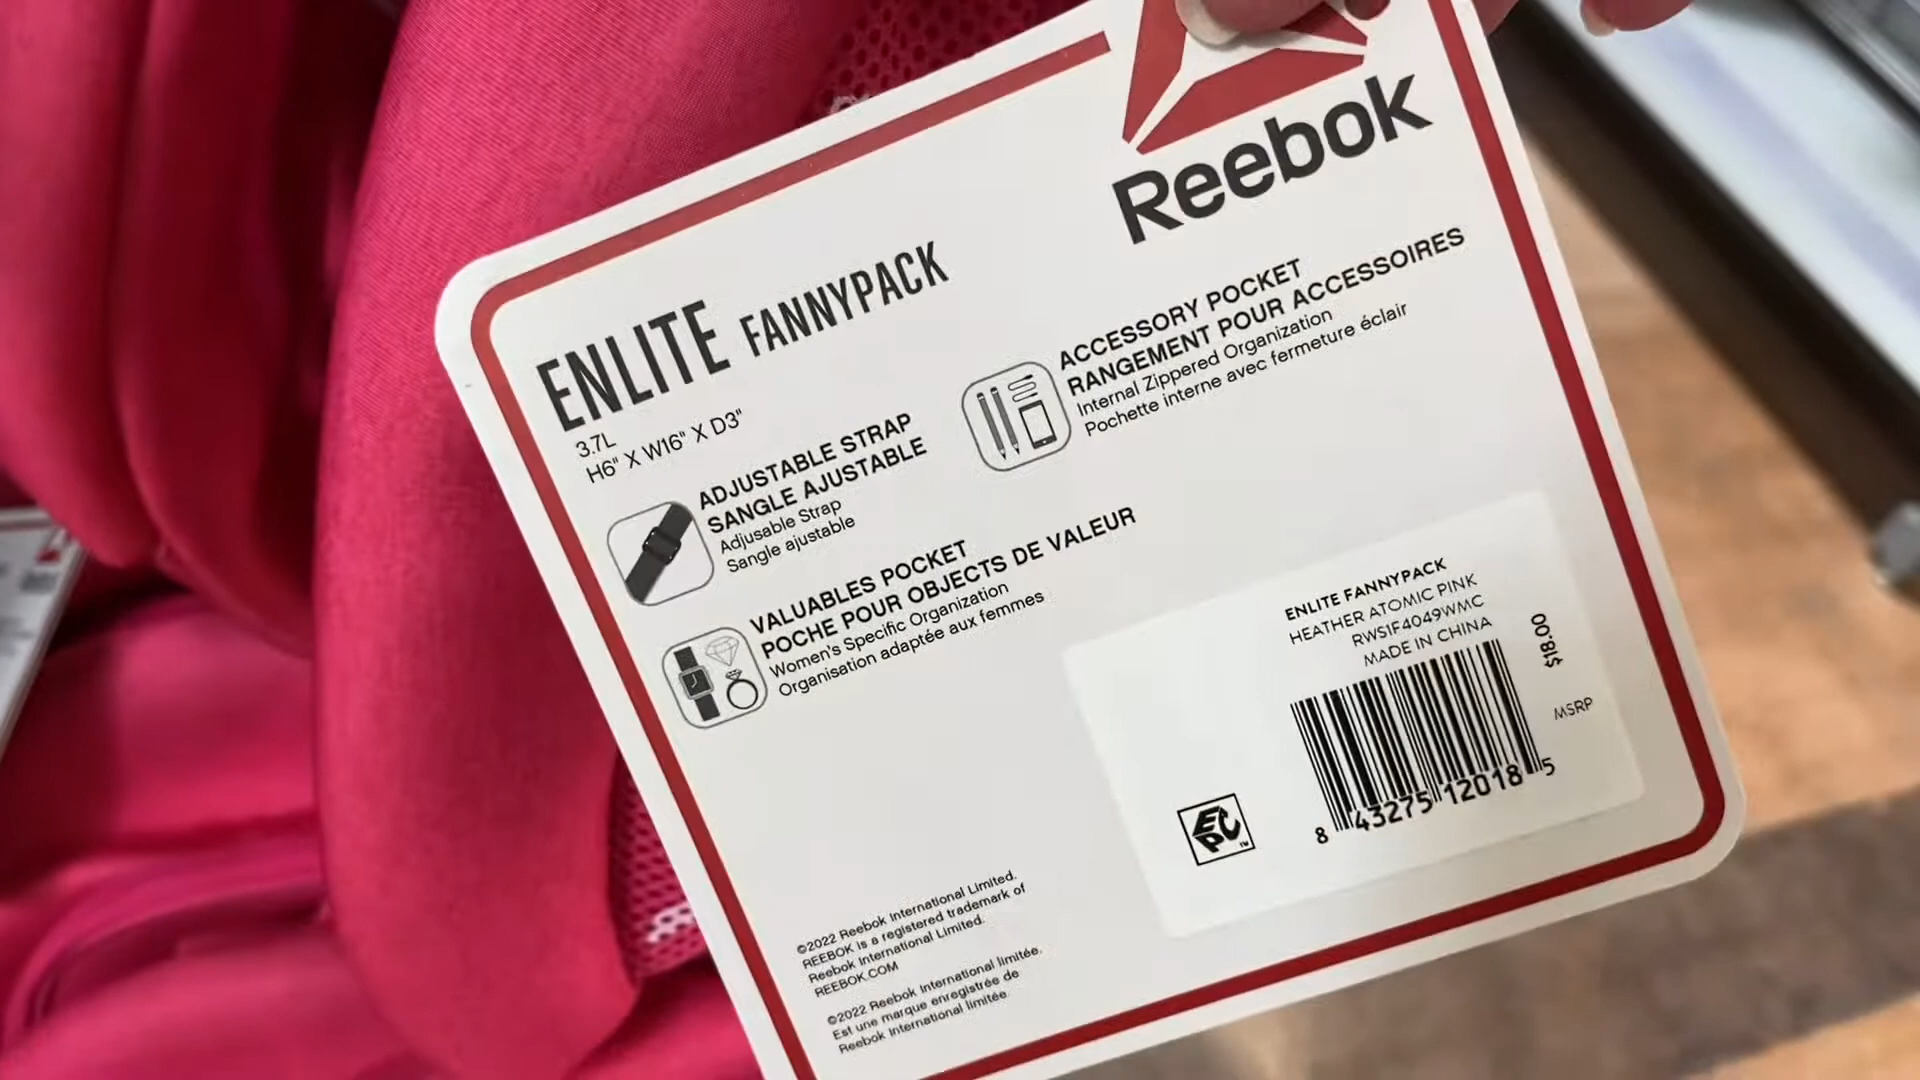 Reebok
ENLITE FANNYPACK
3.7L
H6" X W16" X D3"
ADJUSTABLE STRAP
SANGLE AJUSTABLE
Adjusable Strap
Sangle ajustable
ACCESSORY POCKET
RANGEMENT POUR ACCESSOIRES
Internal Zippered Organization
Pochette interne avec fermeture éclair
VALUABLES POCKET
POCHE POUR OBJECTS DE VALEUR
Women's Specific Organization
Organisation adaptée aux femmes
ENLITE FANNYPACK
HEATHER ATOMIC PINK
RWS1F4049WMC
MADE IN CHINA
$18.00
MSRP
8 43275 12018 5
EPC
TM
©2022 Reebok International Limited.
REEBOK is a registered trademark of
Reebok International Limited.
REEBOK.COM
©2022 Reebok International limitée.
Est une marque enregistrée de
Reebok International limitée.